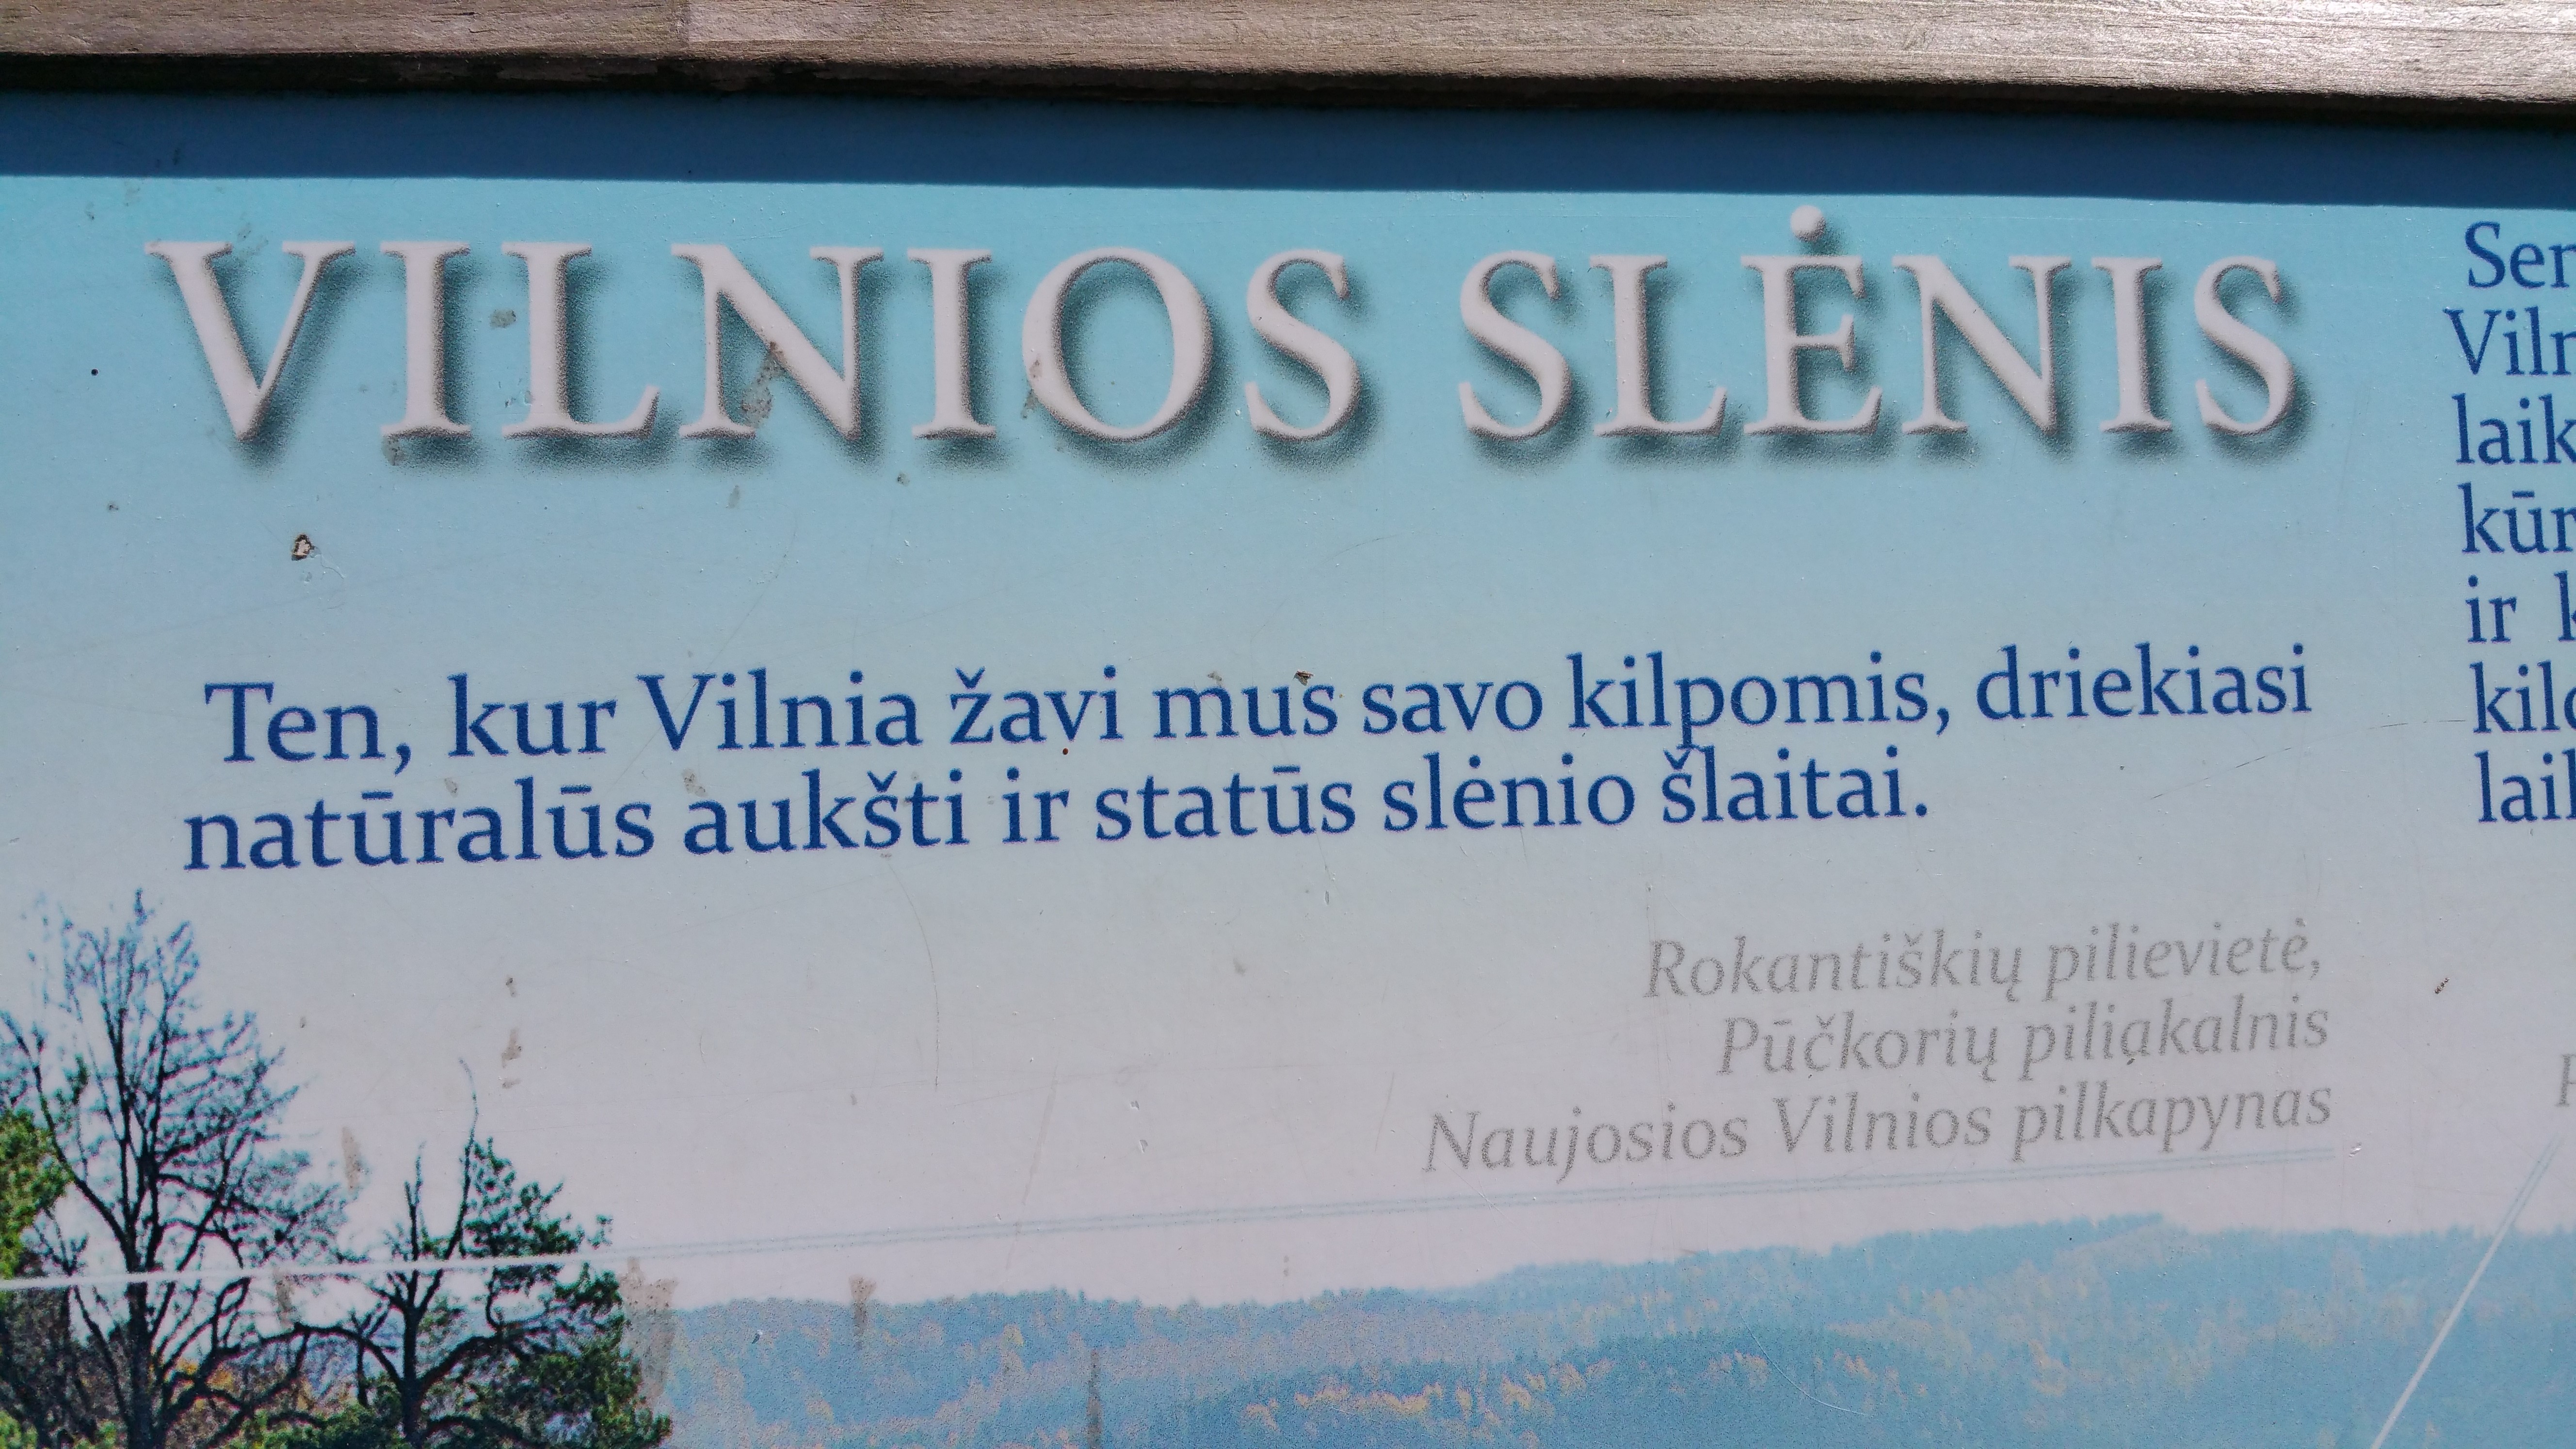 VILNIOS SLĖNIS
Ten, kur Vilnia žavi mus savo kilpomis, driekiasi
natūralūs aukšti ir statūs slėnio šlaitai.
Rokantiškių pilievietė,
Pūčkorių piliakalnis
Naujosios Vilnios pilkapynas
ir